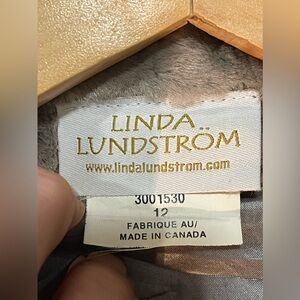 LINDA
LUNDSTRÖM
www.lindalundstrom.com
3001530
12
FABRIQUE AU/
MADE IN CANADA